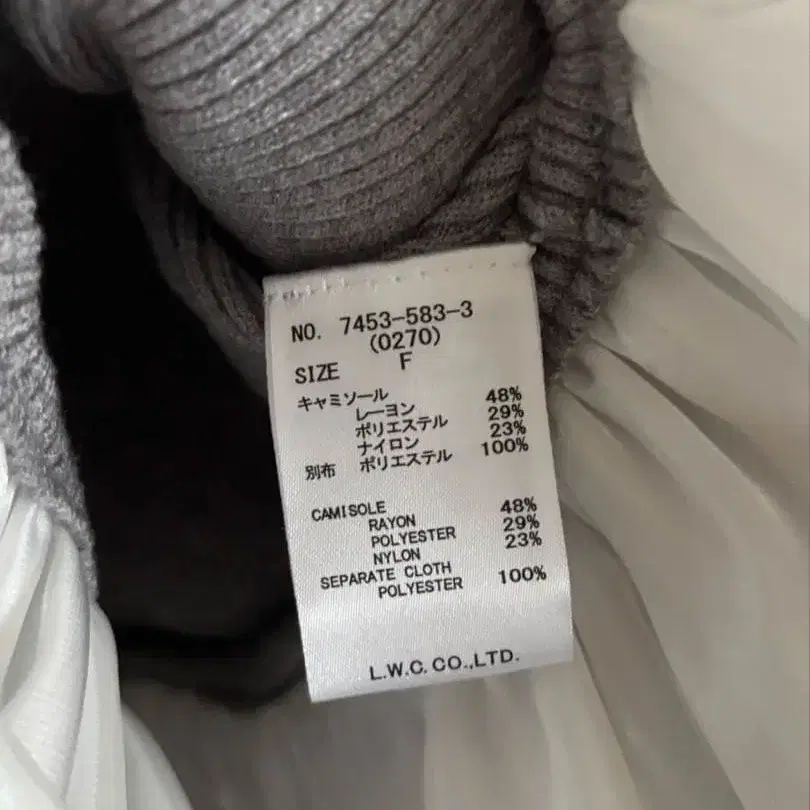 NO. 7453-583-3
(0270)
SIZE F
キャミソール
レーヨン 48%
ポリエステル 29%
ナイロン 23%
別布 ポリエステル 100%
CAMISOLE
RAYON 48%
POLYESTER 29%
NYLON 23%
SEPARATE CLOTH
POLYESTER 100%
L.W.C. CO.,LTD.